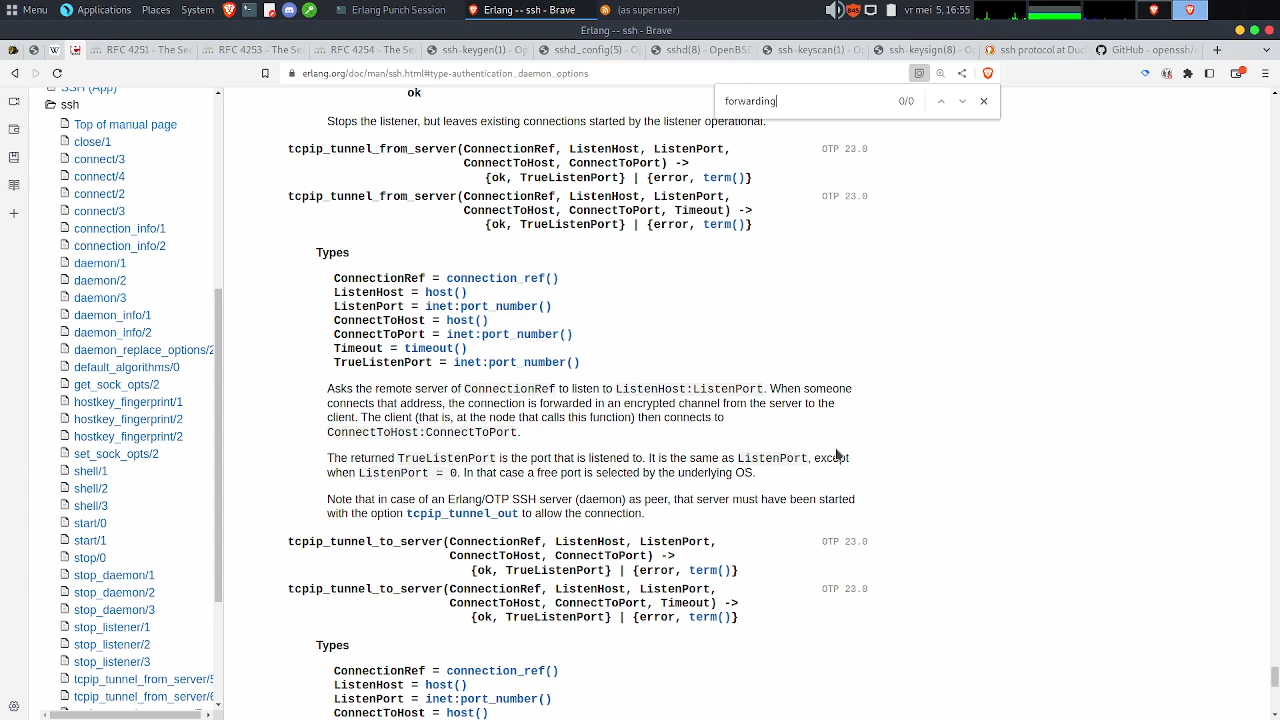 Menu Applications Places System Erlang Punch Session Erlang -- ssh - Brave (as superuser) 845 vr mei 5, 16:55
Erlang -- ssh - Brave
RFC 4251 - The Sec RFC 4253 - The Sec RFC 4254 - The Sec ssh-keygen(1) - Op sshd_config(5) - Op sshd(8) - OpenBSD ssh-keyscan(1) - Op ssh-keysign(8) - Op ssh protocol at Duck GitHub - openssh/o
erlang.org/doc/man/ssh.html#type-authentication_daemon_options
forwarding 0/0
SSH (App)
ssh
Top of manual page
close/1
connect/3
connect/4
connect/2
connect/3
connection_info/1
connection_info/2
daemon/1
daemon/2
daemon/3
daemon_info/1
daemon_info/2
daemon_replace_options/2
default_algorithms/0
get_sock_opts/2
hostkey_fingerprint/1
hostkey_fingerprint/2
hostkey_fingerprint/2
set_sock_opts/2
shell/1
shell/2
shell/3
start/0
start/1
stop/0
stop_daemon/1
stop_daemon/2
stop_daemon/3
stop_listener/1
stop_listener/2
stop_listener/3
tcpip_tunnel_from_server/5
tcpip_tunnel_from_server/6
ok
Stops the listener, but leaves existing connections started by the listener operational.
tcpip_tunnel_from_server(ConnectionRef, ListenHost, ListenPort, OTP 23.0
ConnectToHost, ConnectToPort) ->
{ok, TrueListenPort} | {error, term()}
tcpip_tunnel_from_server(ConnectionRef, ListenHost, ListenPort, OTP 23.0
ConnectToHost, ConnectToPort, Timeout) ->
{ok, TrueListenPort} | {error, term()}
Types
ConnectionRef = connection_ref()
ListenHost = host()
ListenPort = inet:port_number()
ConnectToHost = host()
ConnectToPort = inet:port_number()
Timeout = timeout()
TrueListenPort = inet:port_number()
Asks the remote server of ConnectionRef to listen to ListenHost:ListenPort. When someone
connects that address, the connection is forwarded in an encrypted channel from the server to the
client. The client (that is, at the node that calls this function) then connects to
ConnectToHost:ConnectToPort.
The returned TrueListenPort is the port that is listened to. It is the same as ListenPort, except
when ListenPort = 0. In that case a free port is selected by the underlying OS.
Note that in case of an Erlang/OTP SSH server (daemon) as peer, that server must have been started
with the option tcpip_tunnel_out to allow the connection.
tcpip_tunnel_to_server(ConnectionRef, ListenHost, ListenPort, OTP 23.0
ConnectToHost, ConnectToPort) ->
{ok, TrueListenPort} | {error, term()}
tcpip_tunnel_to_server(ConnectionRef, ListenHost, ListenPort, OTP 23.0
ConnectToHost, ConnectToPort, Timeout) ->
{ok, TrueListenPort} | {error, term()}
Types
ConnectionRef = connection_ref()
ListenHost = host()
ListenPort = inet:port_number()
ConnectToHost = host()